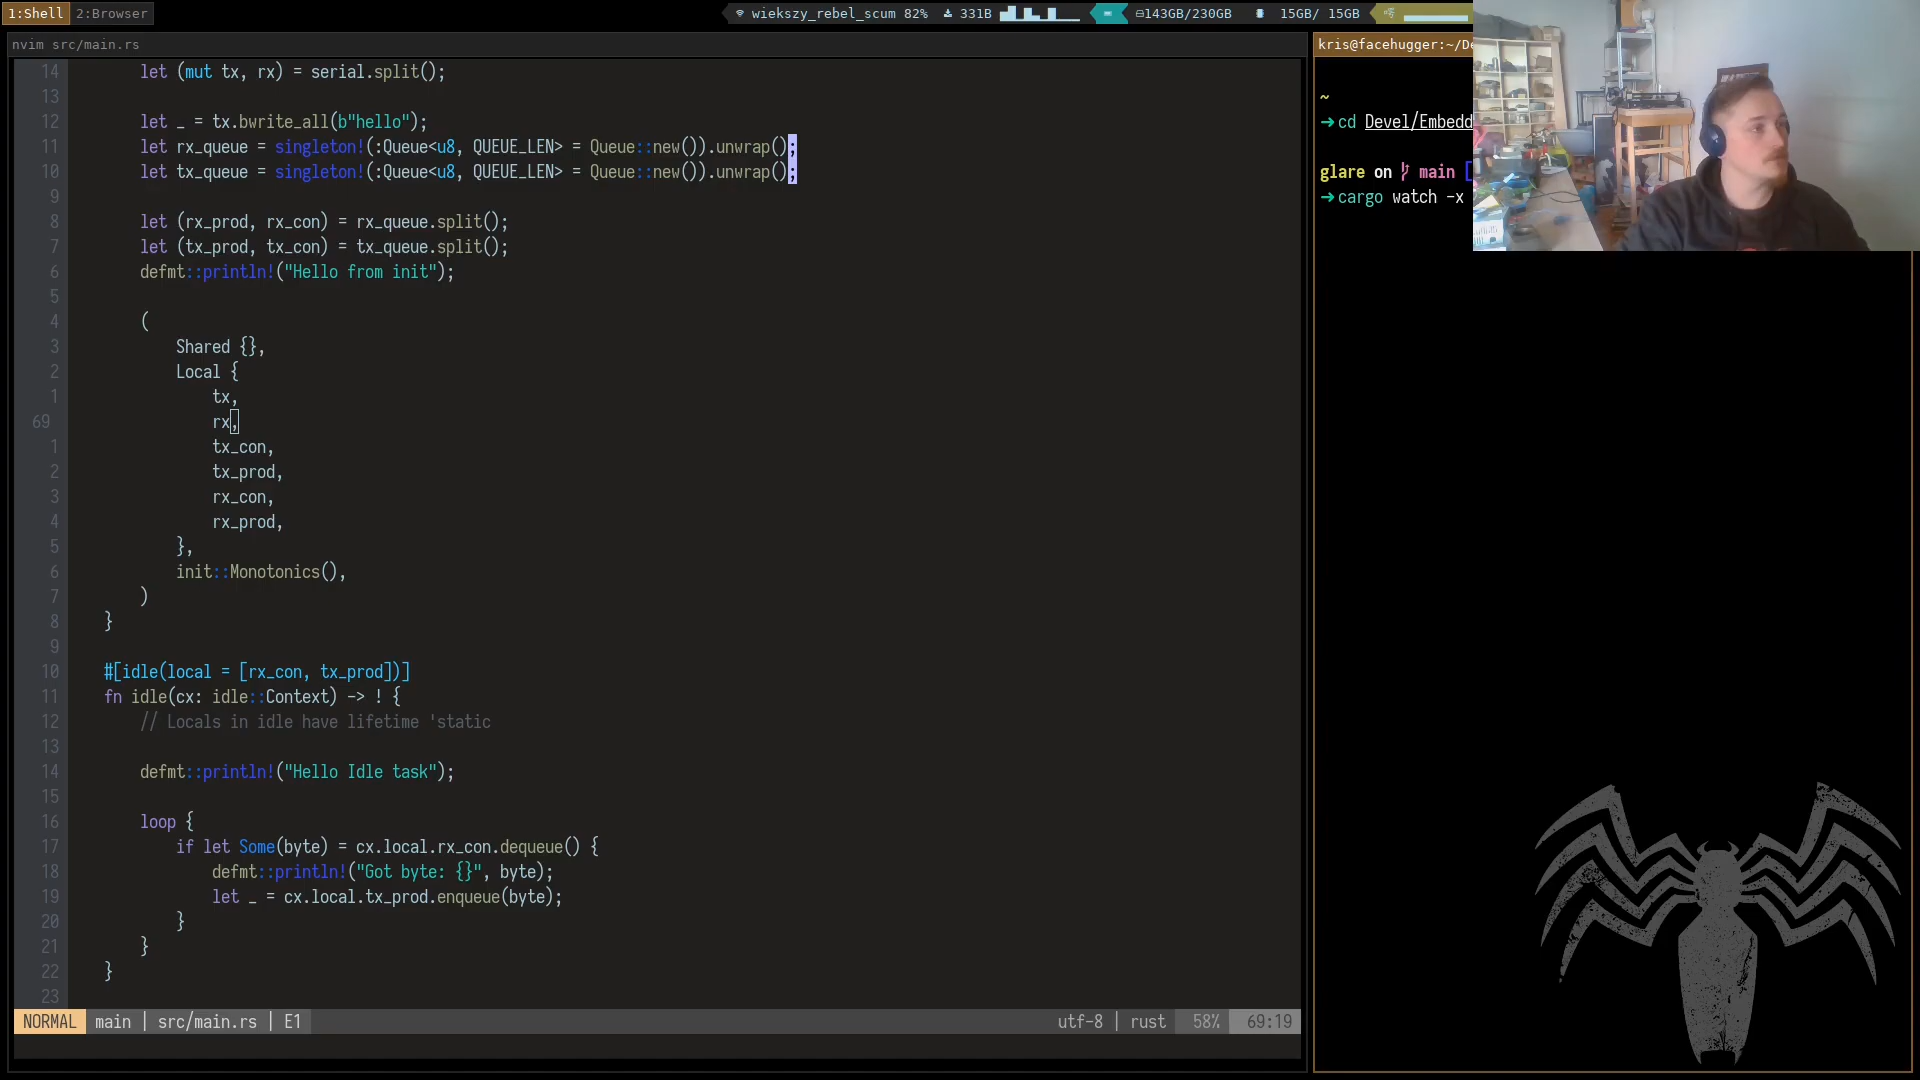 1:Shell 2:Browser
wiekszy_rebel_scum 82% 331B 143GB/230GB 15GB/ 15GB
nvim src/main.rs
14 let (mut tx, rx) = serial.split();
13
12 let _ = tx.bwrite_all(b"hello");
11 let rx_queue = singleton!(:Queue<u8, QUEUE_LEN> = Queue::new()).unwrap();
10 let tx_queue = singleton!(:Queue<u8, QUEUE_LEN> = Queue::new()).unwrap();
9
8 let (rx_prod, rx_con) = rx_queue.split();
7 let (tx_prod, tx_con) = tx_queue.split();
6 defmt::println!("Hello from init");
5
4 (
3 Shared {},
2 Local {
1 tx,
69 rx,
1 tx_con,
2 tx_prod,
3 rx_con,
4 rx_prod,
5 },
6 init::Monotonics(),
7 )
8 }
9
10 #[idle(local = [rx_con, tx_prod])]
11 fn idle(cx: idle::Context) -> ! {
12 // Locals in idle have lifetime 'static
13
14 defmt::println!("Hello Idle task");
15
16 loop {
17 if let Some(byte) = cx.local.rx_con.dequeue() {
18 defmt::println!("Got byte: {}", byte);
19 let _ = cx.local.tx_prod.enqueue(byte);
20 }
21 }
22 }
23
NORMAL main | src/main.rs | E1 utf-8 | rust 58% 69:19
kris@facehugger:~/De
~
→cd Devel/Embedd
glare on main [
→cargo watch -x